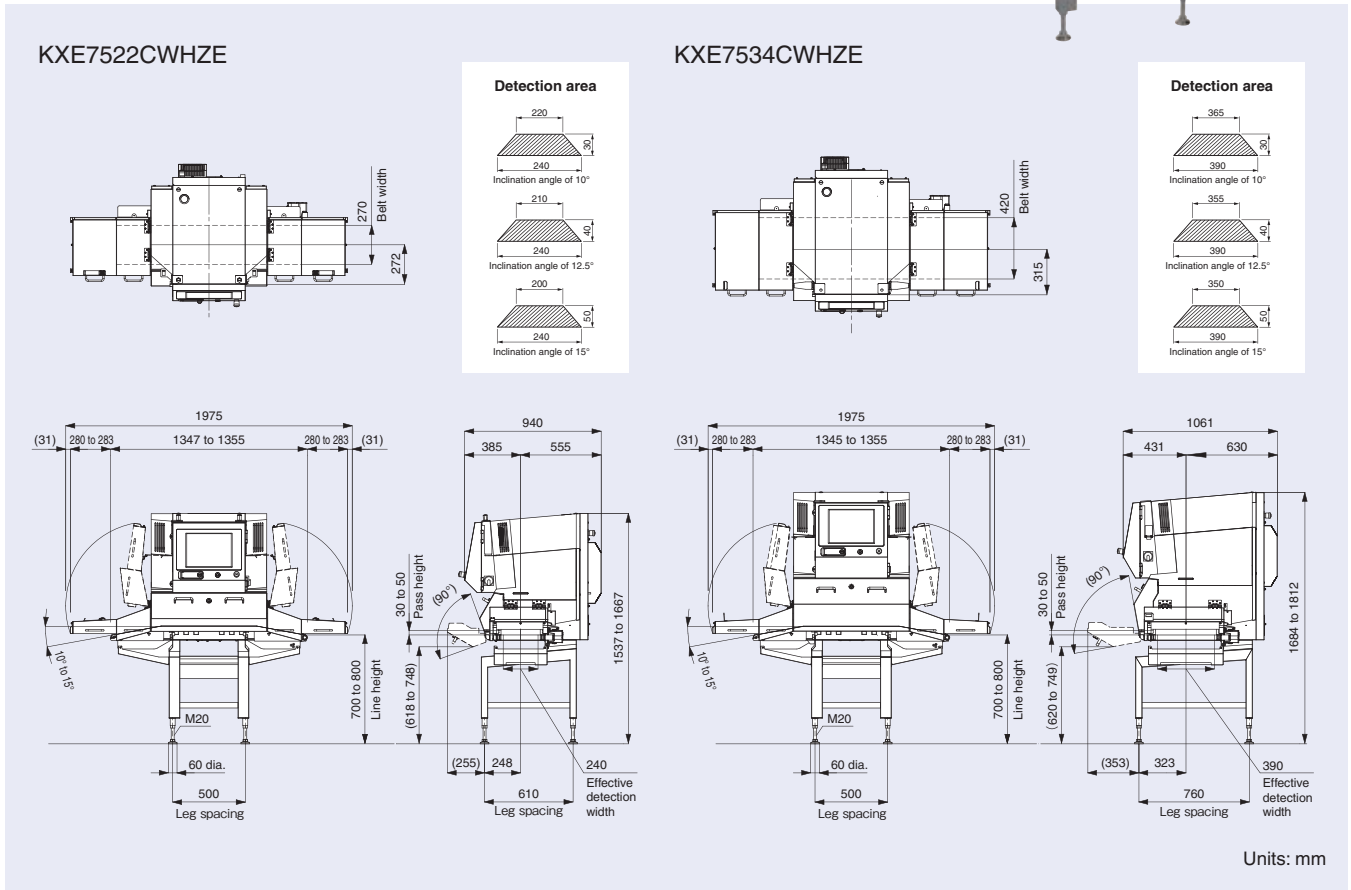 KXE7522CWHZE
Detection area
220
30
240
Inclination angle of 10°
210
40
240
Inclination angle of 12.5°
200
50
240
Inclination angle of 15°
270
Belt width
272
1975
(31)
280 to 283
1347 to 1355
280 to 283
(31)
10° to 15°
700 to 800
Line height
M20
60 dia.
500
Leg spacing
940
385
555
30 to 50
Pass height
(90°)
1537 to 1667
(618 to 748)
(255)
248
240
Effective
detection
width
610
Leg spacing
KXE7534CWHZE
Detection area
365
30
390
Inclination angle of 10°
355
40
390
Inclination angle of 12.5°
350
50
390
Inclination angle of 15°
420
Belt width
315
1975
(31)
280 to 283
1345 to 1355
280 to 283
(31)
10° to 15°
700 to 800
Line height
M20
60 dia.
500
Leg spacing
1061
431
630
30 to 50
Pass height
(90°)
1684 to 1812
(620 to 749)
(353)
323
390
Effective
detection
width
760
Leg spacing
Units: mm